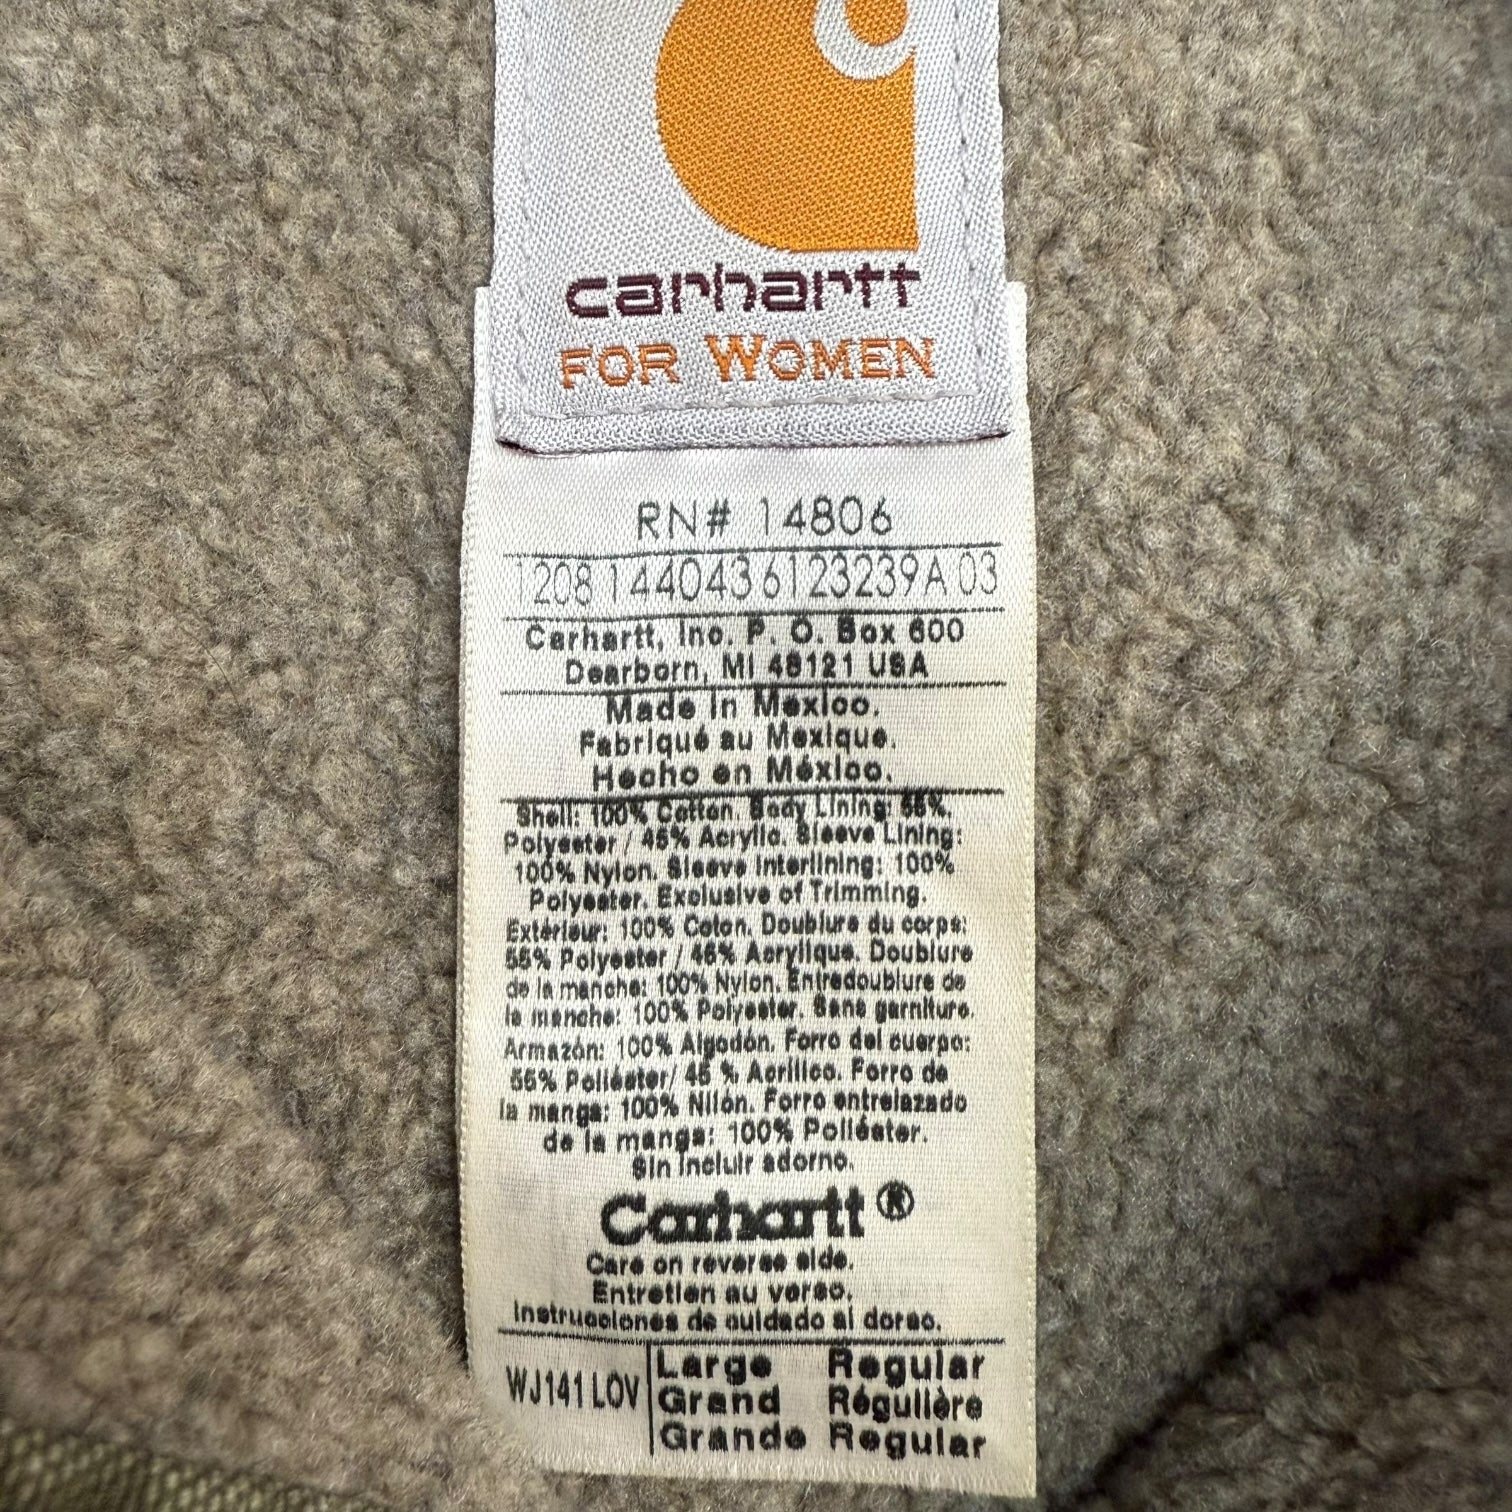 carhartt
FOR WOMEN
RN# 14806
1208 1440436123239A 03
Carhartt, Inc. P. O. Box 600
Dearborn, MI 48121 USA
Made in Mexico.
Fabriqué au Mexique.
Hecho en México.
Shell: 100% Cotton. Body Lining: 55%
Polyester / 45% Acrylic. Sleeve Lining:
100% Nylon. Sleeve Interlining: 100%
Polyester. Exclusive of Trimming.
Extérieur: 100% Coton. Doublure du corps:
55% Polyester / 45% Acrylique. Doublure
de la manche: 100% Nylon. Entredoublure de
la manche: 100% Polyester. Sans garniture.
Armazón: 100% Algodón. Forro del cuerpo:
55% Poliéster/ 45 % Acrílico. Forro de
la manga: 100% Nilón. Forro entrelazado
de la manga: 100% Poliéster.
Sin incluir adorno.
Carhartt ®
Care on reverse side.
Entretien au verso.
Instrucciones de cuidado al dorso.
WJ141 LOV Large Regular
Grand Régulière
Grande Regular